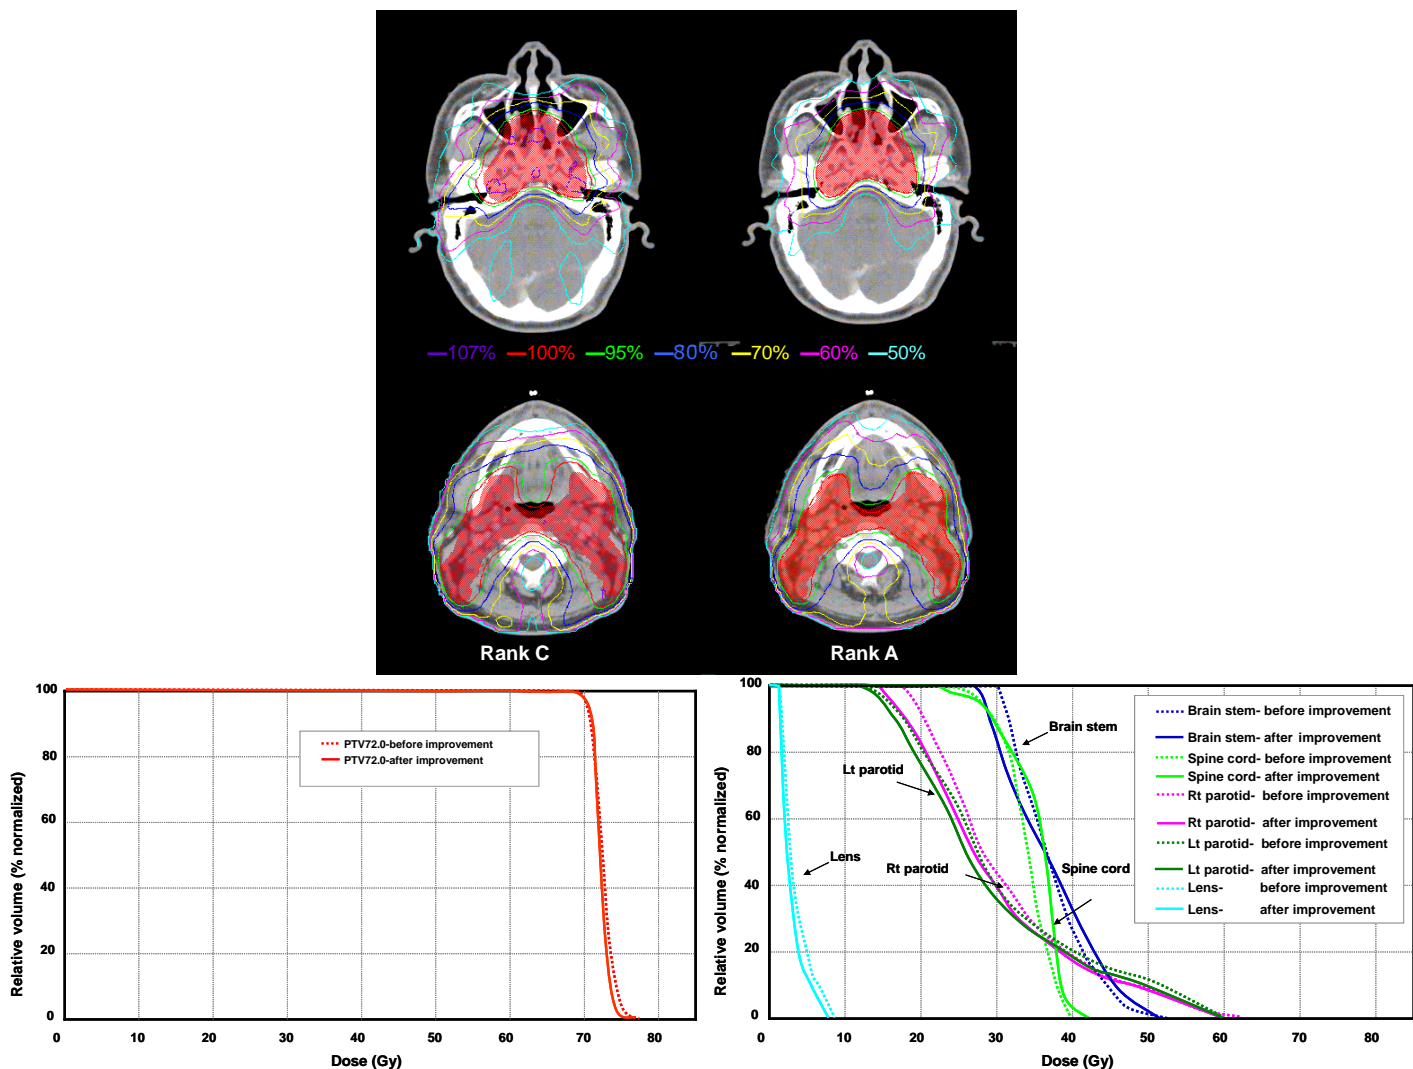 107% 100% 95% 80% 70% 60% 50%
Rank C Rank A
Relative volume (% normalized)
100
80
60
40
20
0
0 10 20 30 40 50 60 70 80
Dose (Gy)
PTV72.0-before improvement
PTV72.0-after improvement
Relative volume (% normalized)
100
80
60
40
20
0
0 10 20 30 40 50 60 70 80
Dose (Gy)
Brain stem
Lt parotid
Lens
Rt parotid
Spine cord
Brain stem- before improvement
Brain stem- after improvement
Spine cord- before improvement
Spine cord- after improvement
Rt parotid- before improvement
Rt parotid- after improvement
Lt parotid- before improvement
Lt parotid- after improvement
Lens- before improvement
Lens- after improvement